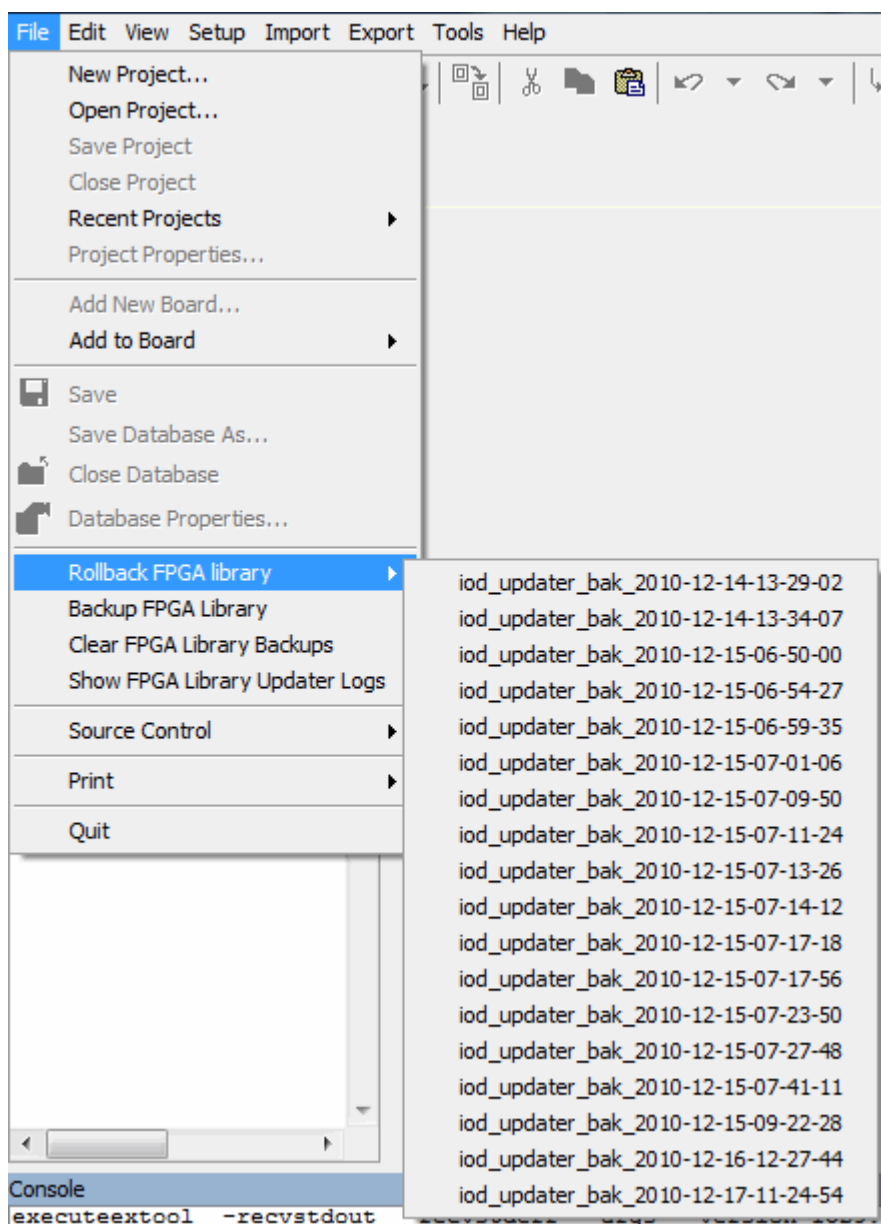 File Edit View Setup Import Export Tools Help
New Project...
Open Project...
Save Project
Close Project
Recent Projects
Project Properties...
Add New Board...
Add to Board
Save
Save Database As...
Close Database
Database Properties...
Rollback FPGA library
Backup FPGA Library
Clear FPGA Library Backups
Show FPGA Library Updater Logs
Source Control
Print
Quit
iod_updater_bak_2010-12-14-13-29-02
iod_updater_bak_2010-12-14-13-34-07
iod_updater_bak_2010-12-15-06-50-00
iod_updater_bak_2010-12-15-06-54-27
iod_updater_bak_2010-12-15-06-59-35
iod_updater_bak_2010-12-15-07-01-06
iod_updater_bak_2010-12-15-07-09-50
iod_updater_bak_2010-12-15-07-11-24
iod_updater_bak_2010-12-15-07-13-26
iod_updater_bak_2010-12-15-07-14-12
iod_updater_bak_2010-12-15-07-17-18
iod_updater_bak_2010-12-15-07-17-56
iod_updater_bak_2010-12-15-07-23-50
iod_updater_bak_2010-12-15-07-27-48
iod_updater_bak_2010-12-15-07-41-11
iod_updater_bak_2010-12-15-09-22-28
iod_updater_bak_2010-12-16-12-27-44
iod_updater_bak_2010-12-17-11-24-54
Console
executeextool -recvstdout